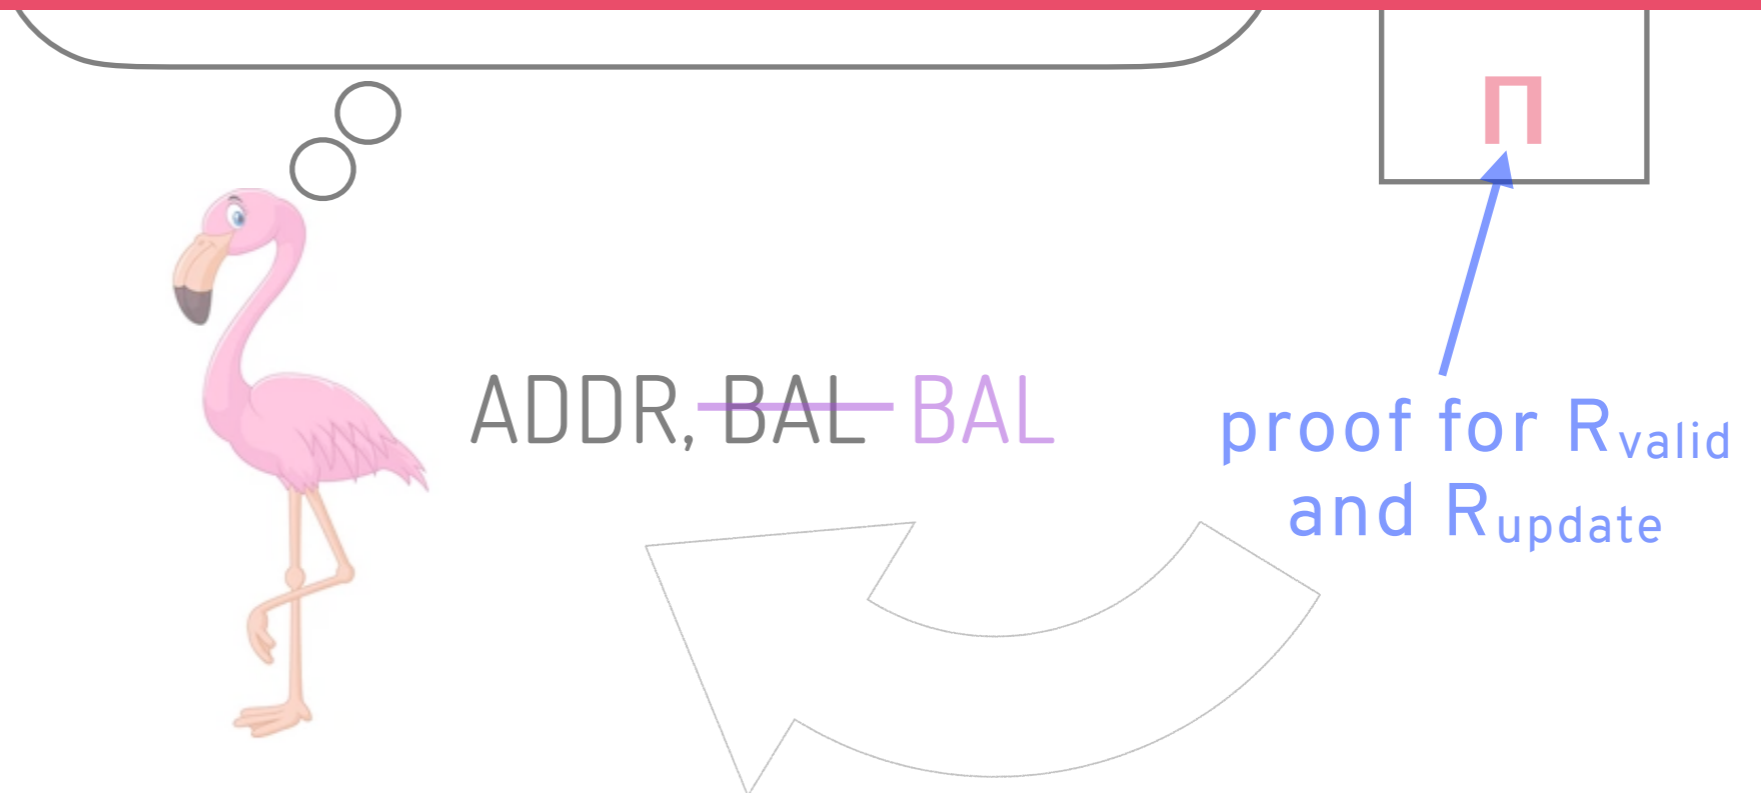 π
ADDR, BAL BAL
proof for Rvalid
and Rupdate